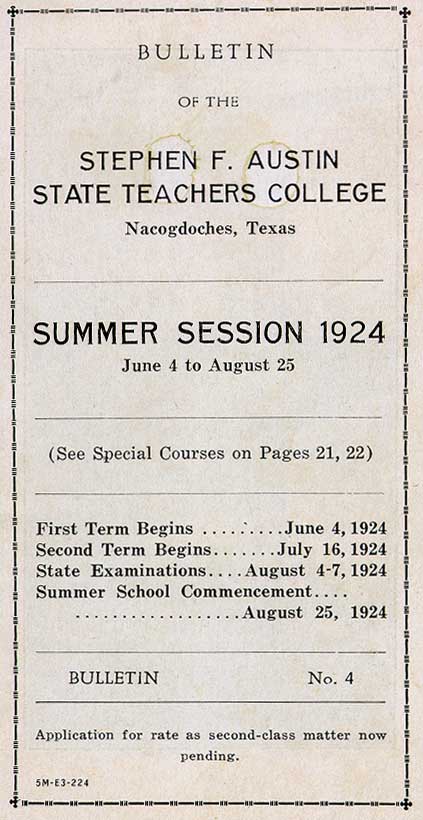 BULLETIN
OF THE
STEPHEN F. AUSTIN
STATE TEACHERS COLLEGE
Nacogdoches, Texas
SUMMER SESSION 1924
June 4 to August 25
(See Special Courses on Pages 21, 22)
First Term Begins ..........June 4, 1924
Second Term Begins.......July 16, 1924
State Examinations....August 4-7, 1924
Summer School Commencement....
...................August 25, 1924
BULLETIN No. 4
Application for rate as second-class matter now
pending.
5M-E3-224